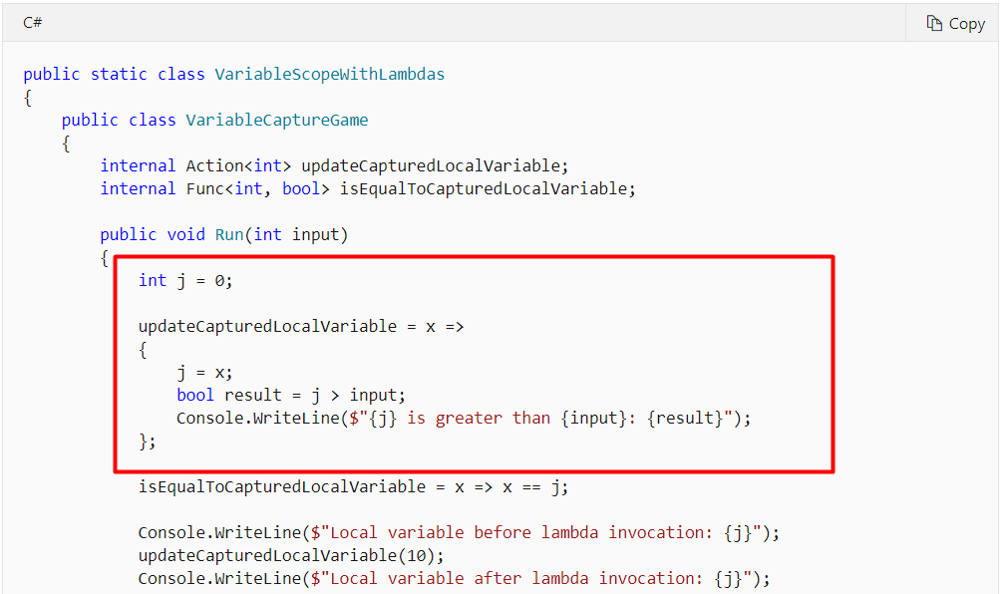 C#
Copy
public static class VariableScopeWithLambdas
{
    public class VariableCaptureGame
    {
        internal Action<int> updateCapturedLocalVariable;
        internal Func<int, bool> isEqualToCapturedLocalVariable;

        public void Run(int input)
        {
            int j = 0;

            updateCapturedLocalVariable = x =>
            {
                j = x;
                bool result = j > input;
                Console.WriteLine($"{j} is greater than {input}: {result}");
            };

            isEqualToCapturedLocalVariable = x => x == j;

            Console.WriteLine($"Local variable before lambda invocation: {j}");
            updateCapturedLocalVariable(10);
            Console.WriteLine($"Local variable after lambda invocation: {j}");